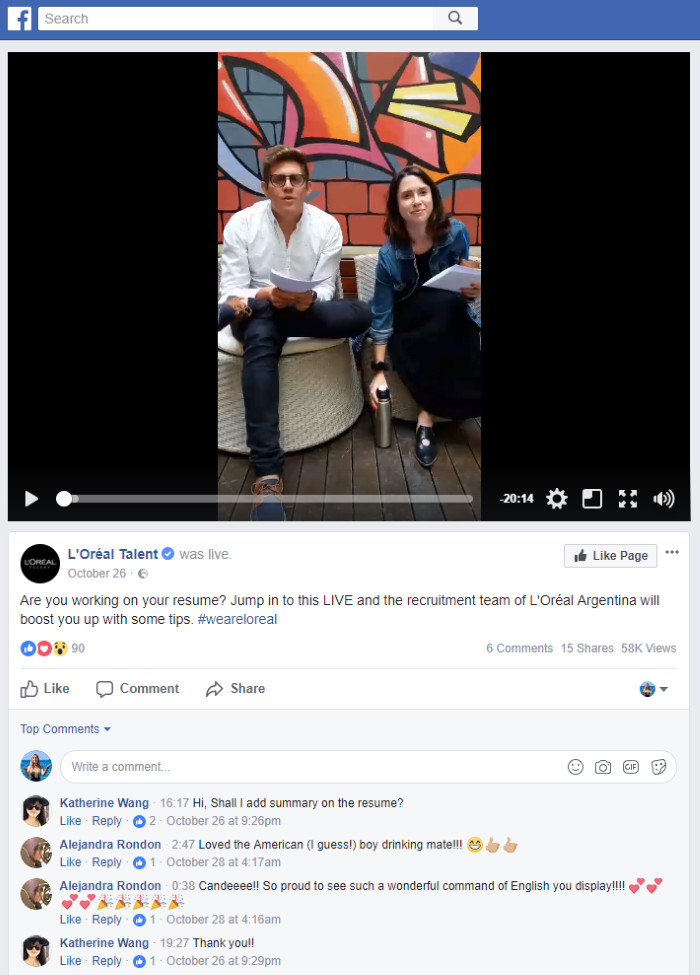 Search
-20:14
L'ORÉAL
L'Oréal Talent was live.
Like Page
October 26 ·
Are you working on your resume? Jump in to this LIVE and the recruitment team of L'Oréal Argentina will
boost you up with some tips. #weareloreal
90
6 Comments 15 Shares 58K Views
Like Comment Share
Top Comments
Write a comment...
GIF
Katherine Wang · 16:17 Hi, Shall I add summary on the resume?
Like · Reply · 2 · October 26 at 9:26pm
Alejandra Rondon · 2:47 Loved the American (I guess!) boy drinking mate!!! 😁👍🏼👍🏼
Like · Reply · 1 · October 28 at 4:17am
Alejandra Rondon · 0:38 Candeeee!! So proud to see such a wonderful command of English you display!!!! 💕💕
💕💕🎉🎉🎉🎉🎉
Like · Reply · 1 · October 28 at 4:16am
Katherine Wang · 19:27 Thank you!!
Like · Reply · 1 · October 26 at 9:29pm